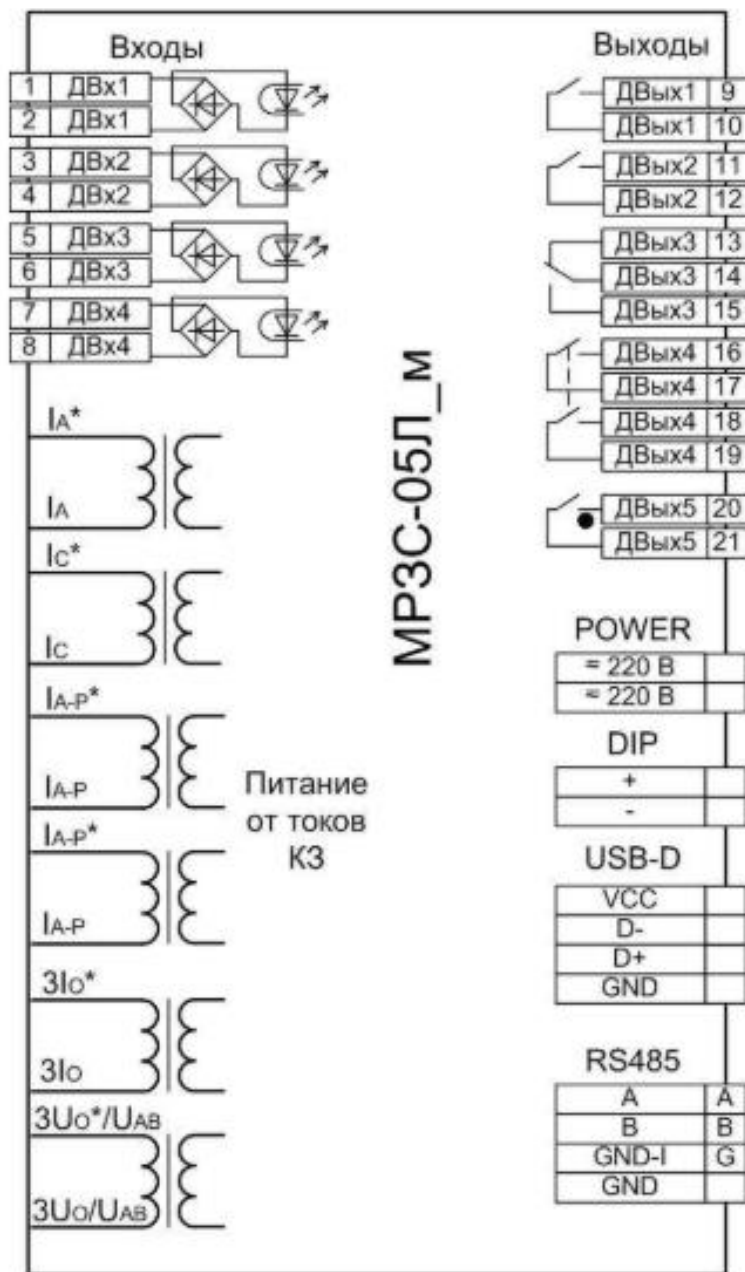 Входы
1 ДВх1
2 ДВх1
3 ДВх2
4 ДВх2
5 ДВх3
6 ДВх3
7 ДВх4
8 ДВх4
IA*
IA
IC*
IC
IA-P*
IA-P
IA-P*
IA-P
3IO*
3IO
3UO*/UAB
3UO/UAB
Питание
от токов
КЗ
МРЗС-05Л_м
Выходы
ДВых1 9
ДВых1 10
ДВых2 11
ДВых2 12
ДВых3 13
ДВых3 14
ДВых3 15
ДВых4 16
ДВых4 17
ДВых4 18
ДВых4 19
ДВых5 20
ДВых5 21
POWER
≂ 220 В
≂ 220 В
DIP
+
-
USB-D
VCC
D-
D+
GND
RS485
A A
B B
GND-I G
GND